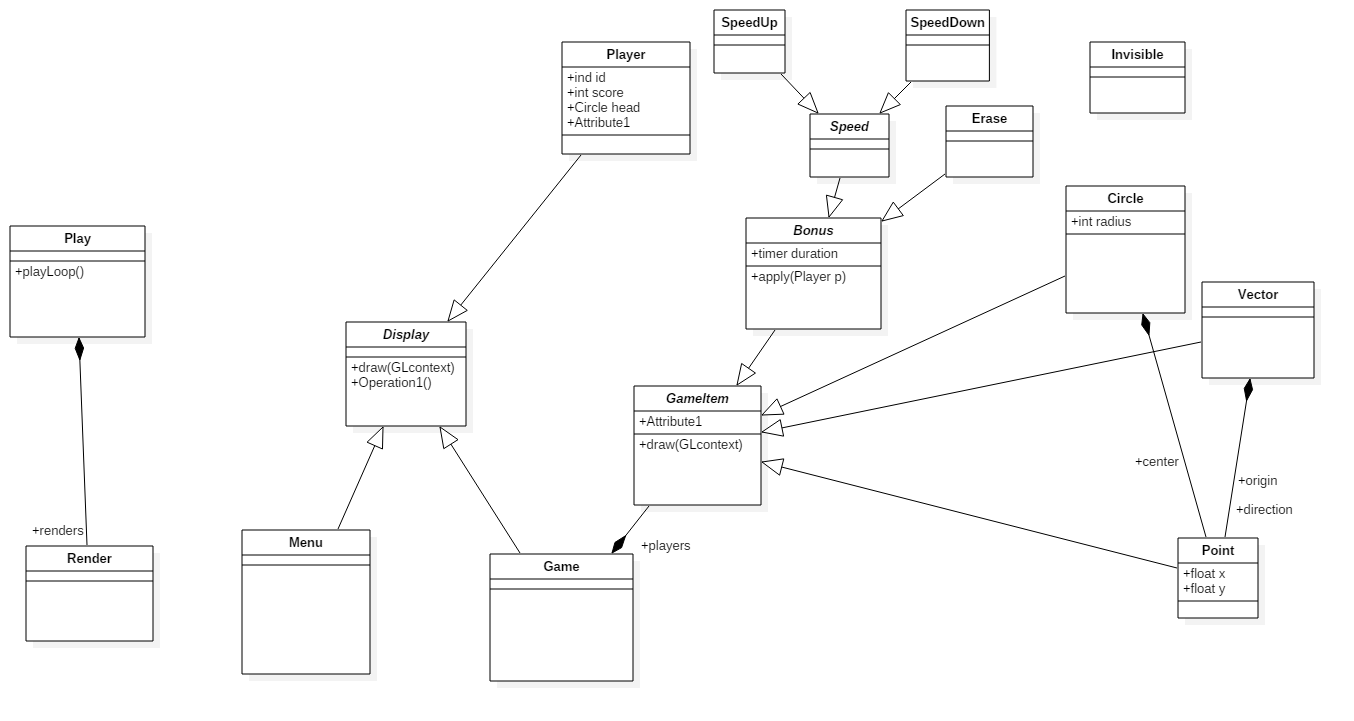 SpeedUp
SpeedDown
Player
+ind id
+int score
+Circle head
+Attribute1
Invisible
Speed
Erase
Circle
+int radius
Bonus
+timer duration
+apply(Player p)
Play
+playLoop()
Vector
Display
+draw(GLcontext)
+Operation1()
GameItem
+Attribute1
+draw(GLcontext)
+center
+origin
+direction
+renders
Render
Menu
+players
Game
Point
+float x
+float y